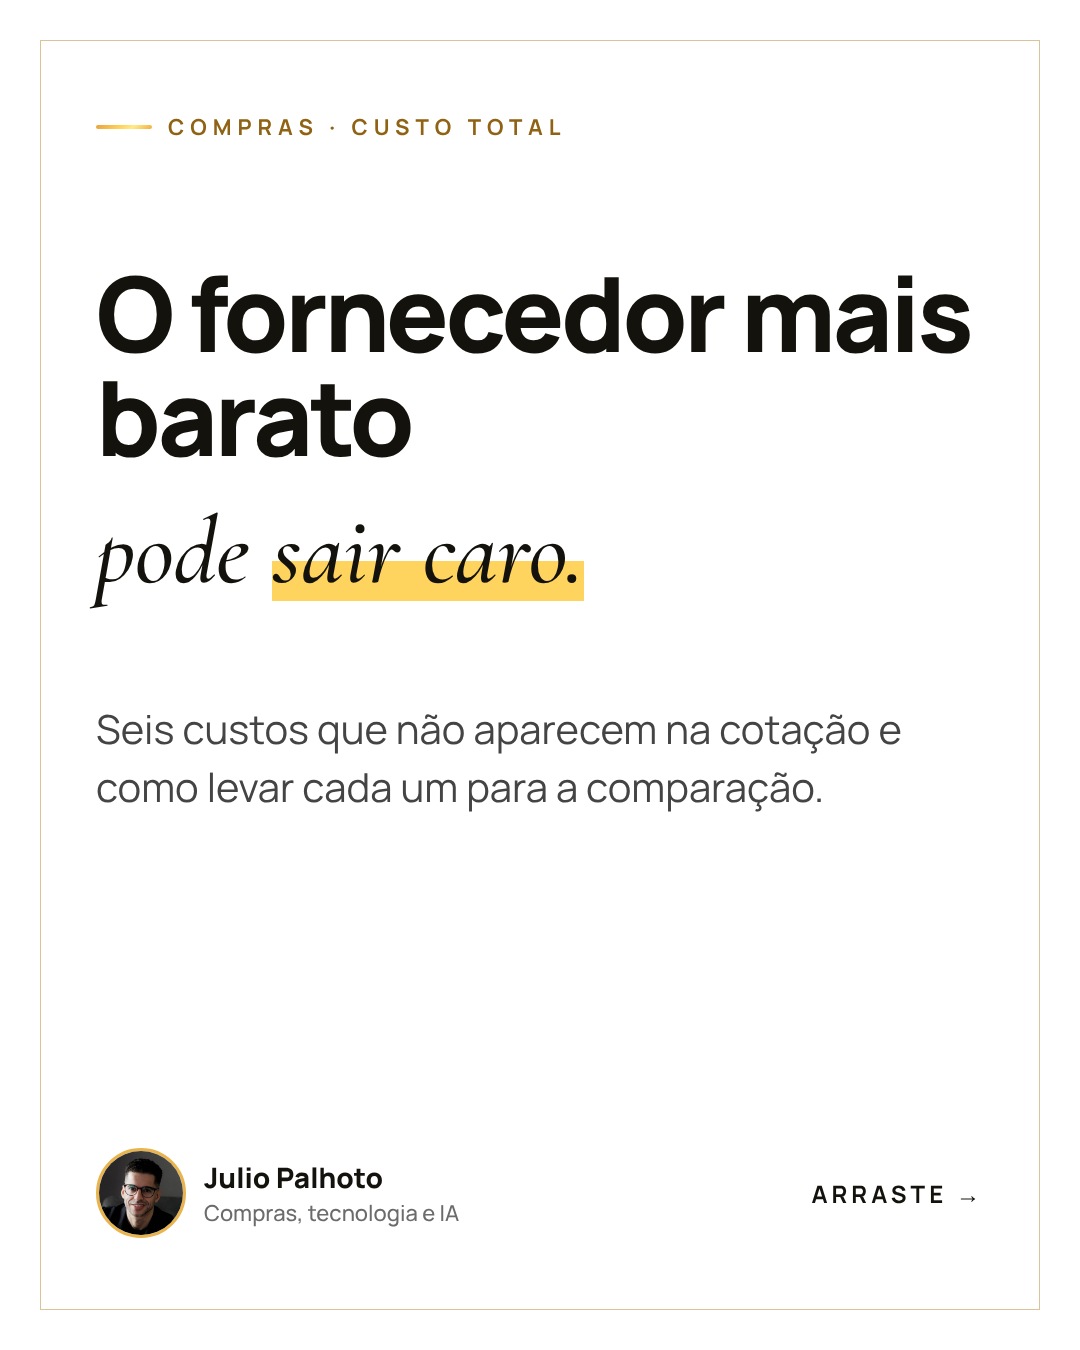 COMPRAS · CUSTO TOTAL
O fornecedor mais
barato
pode sair caro.
Seis custos que não aparecem na cotação e
como levar cada um para a comparação.
Julio Palhoto
Compras, tecnologia e IA
ARRASTE →